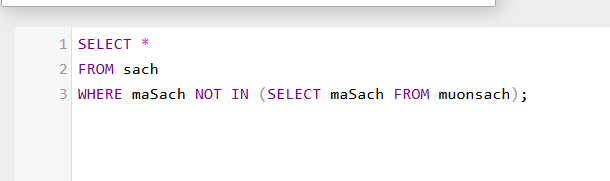 1 SELECT *
2 FROM sach
3 WHERE maSach NOT IN (SELECT maSach FROM muonsach);